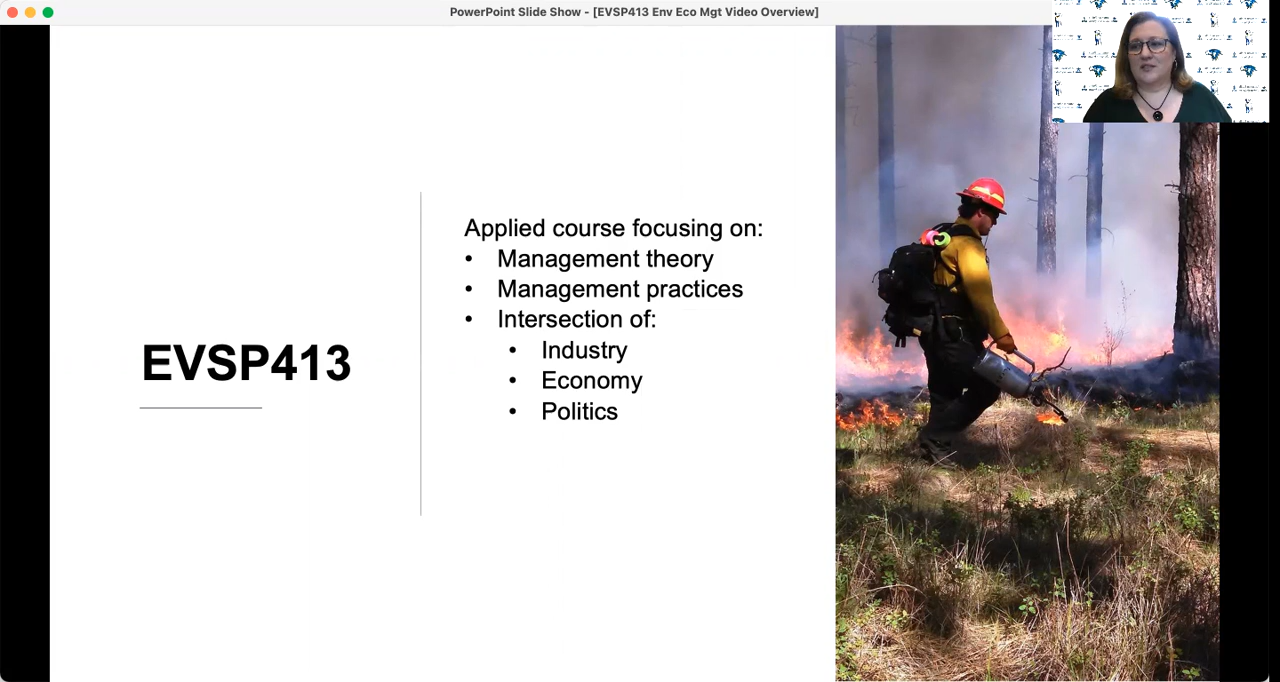 PowerPoint Slide Show - [EVSP413 Env Eco Mgt Video Overview]
EVSP413
Applied course focusing on:
• Management theory
• Management practices
• Intersection of:
• Industry
• Economy
• Politics